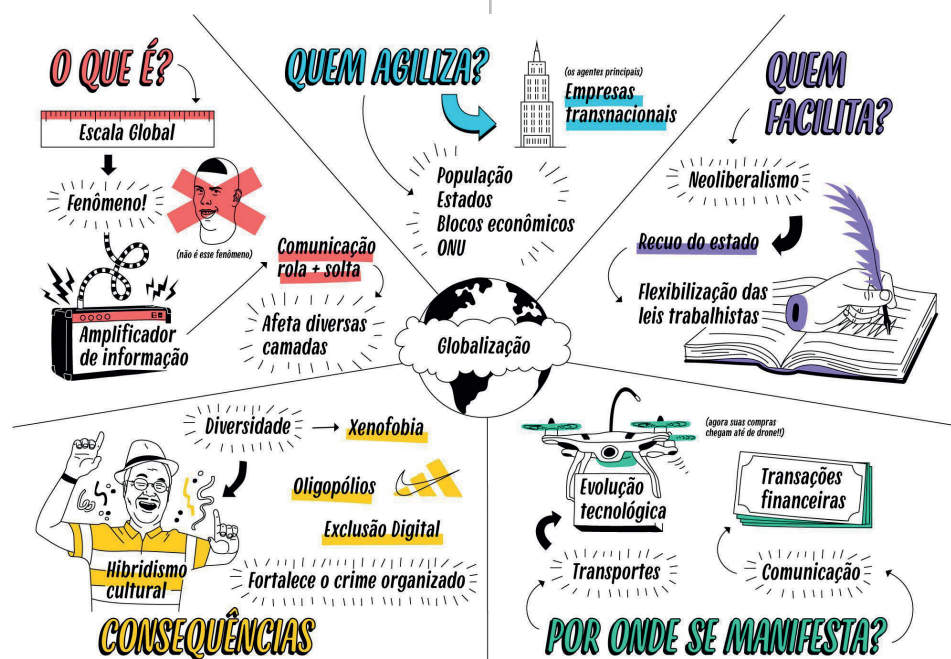 O QUE É?
Escala Global
Fenômeno!
(não é esse fenômeno)
Amplificador
de informação
Comunicação
rola + solta
Afeta diversas
camadas
QUEM AGILIZA?
(os agentes principais)
Empresas
transnacionais
População
Estados
Blocos econômicos
ONU
QUEM
FACILITA?
Neoliberalismo
Recuo do estado
Flexibilização das
leis trabalhistas
Globalização
Diversidade
Xenofobia
Oligopólios
Exclusão Digital
Hibridismo
cultural
Fortalece o crime organizado
CONSEQUÊNCIAS
(agora suas compras
chegam até de drone!!)
Evolução
tecnológica
Transações
financeiras
Transportes
Comunicação
POR ONDE SE MANIFESTA?